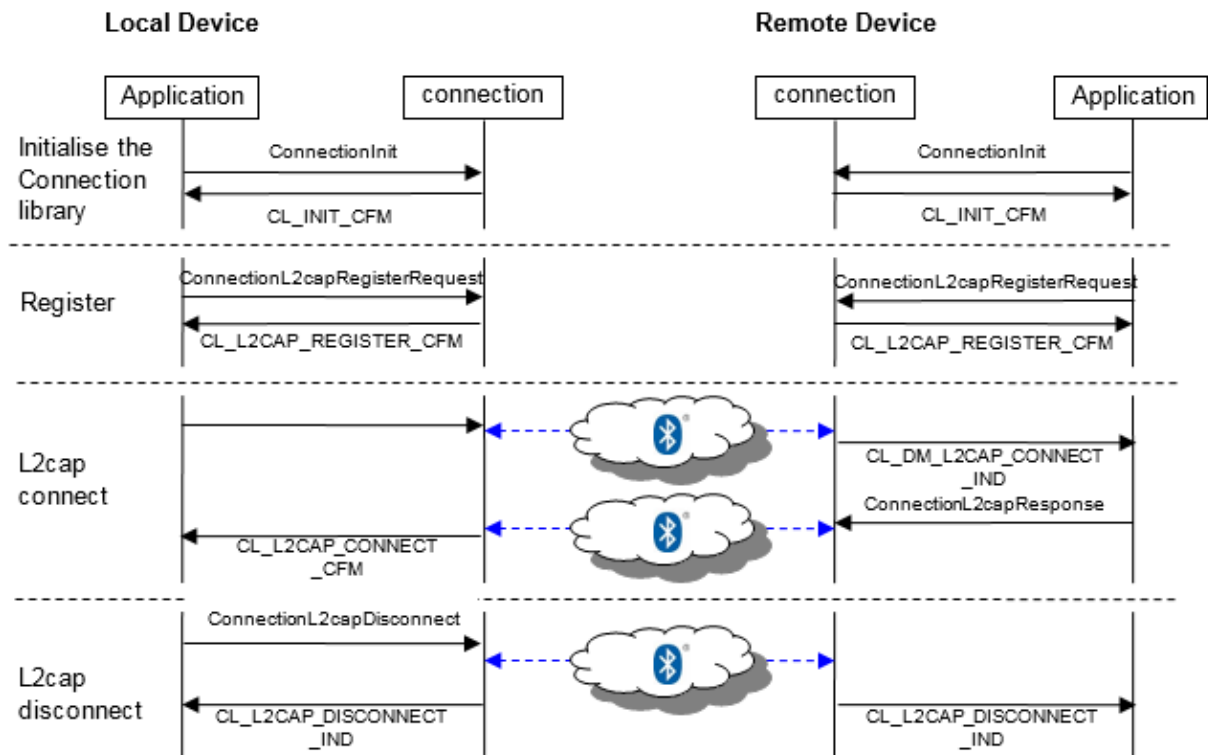 Local Device
Remote Device
Application
connection
connection
Application
Initialise the
Connection
library
ConnectionInit
CL_INIT_CFM
ConnectionInit
CL_INIT_CFM
Register
ConnectionL2capRegisterRequest
CL_L2CAP_REGISTER_CFM
ConnectionL2capRegisterRequest
CL_L2CAP_REGISTER_CFM
L2cap
connect
CL_DM_L2CAP_CONNECT
_IND
ConnectionL2capResponse
CL_L2CAP_CONNECT
_CFM
L2cap
disconnect
ConnectionL2capDisconnect
CL_L2CAP_DISCONNECT
_IND
CL_L2CAP_DISCONNECT
_IND